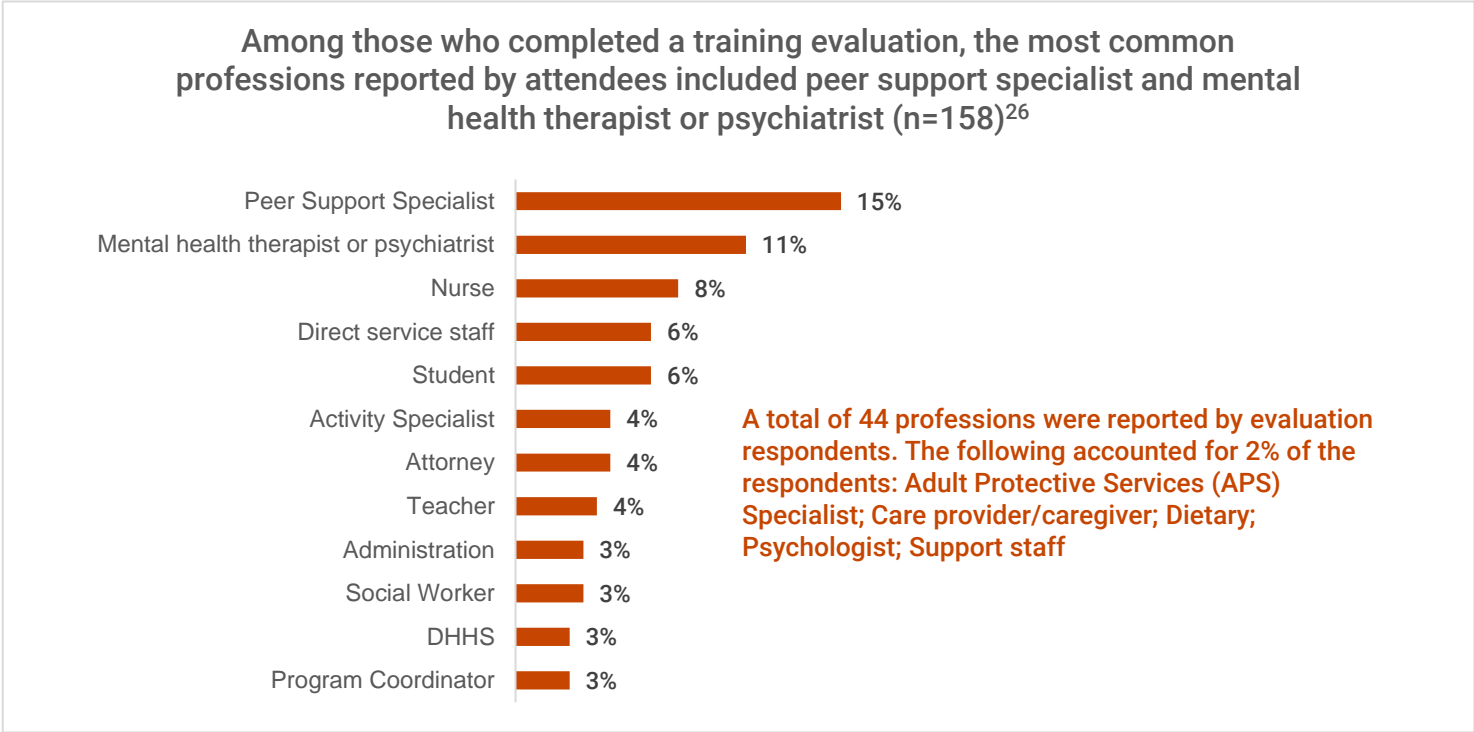 Among those who completed a training evaluation, the most common
professions reported by attendees included peer support specialist and mental
health therapist or psychiatrist (n=158)26
Peer Support Specialist 15%
Mental health therapist or psychiatrist 11%
Nurse 8%
Direct service staff 6%
Student 6%
Activity Specialist 4%
Attorney 4%
Teacher 4%
Administration 3%
Social Worker 3%
DHHS 3%
Program Coordinator 3%
A total of 44 professions were reported by evaluation
respondents. The following accounted for 2% of the
respondents: Adult Protective Services (APS)
Specialist; Care provider/caregiver; Dietary;
Psychologist; Support staff